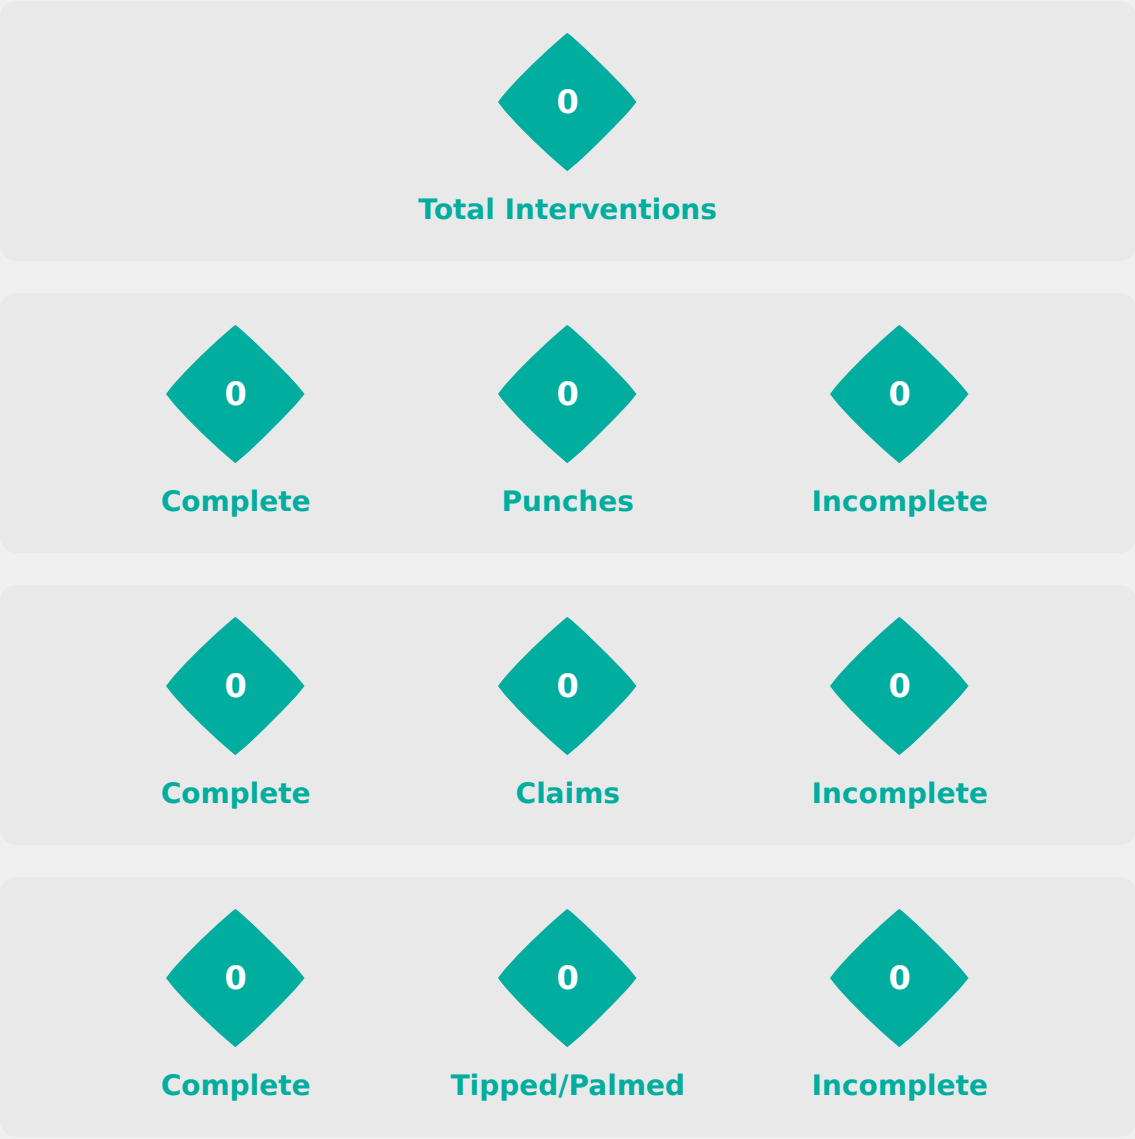 0
Total Interventions
0 0 0
Complete Punches Incomplete
0 0 0
Complete Claims Incomplete
0 0 0
Complete Tipped/Palmed Incomplete